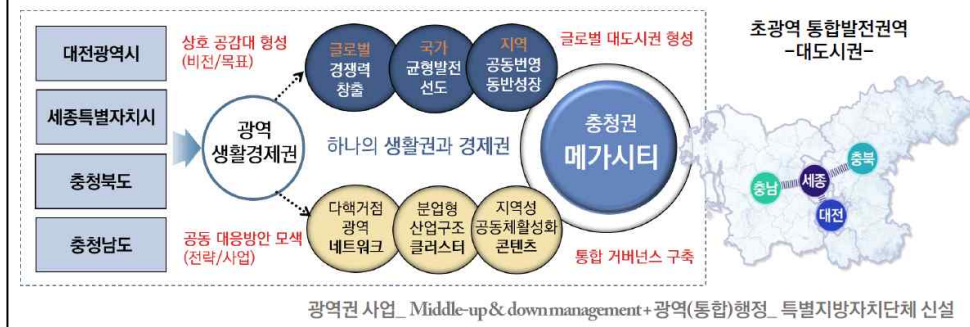 대전광역시
세종특별자치시
충청북도
충청남도
상호 공감대 형성
(비전/목표)
광역
생활경제권
공동 대응방안 모색
(전략/사업)
글로벌
경쟁력
창출
국가
균형발전
선도
지역
공동번영
동반성장
하나의 생활권과 경제권
다핵거점
광역
네트워크
분업형
산업구조
클러스터
지역성
공동체활성화
콘텐츠
글로벌 대도시권 형성
충청권
메가시티
통합 거버넌스 구축
초광역 통합발전권역
-대도시권-
충북
세종
충남
대전
광역권 사업_ Middle-up & down management + 광역(통합)행정_ 특별지방자치단체 신설